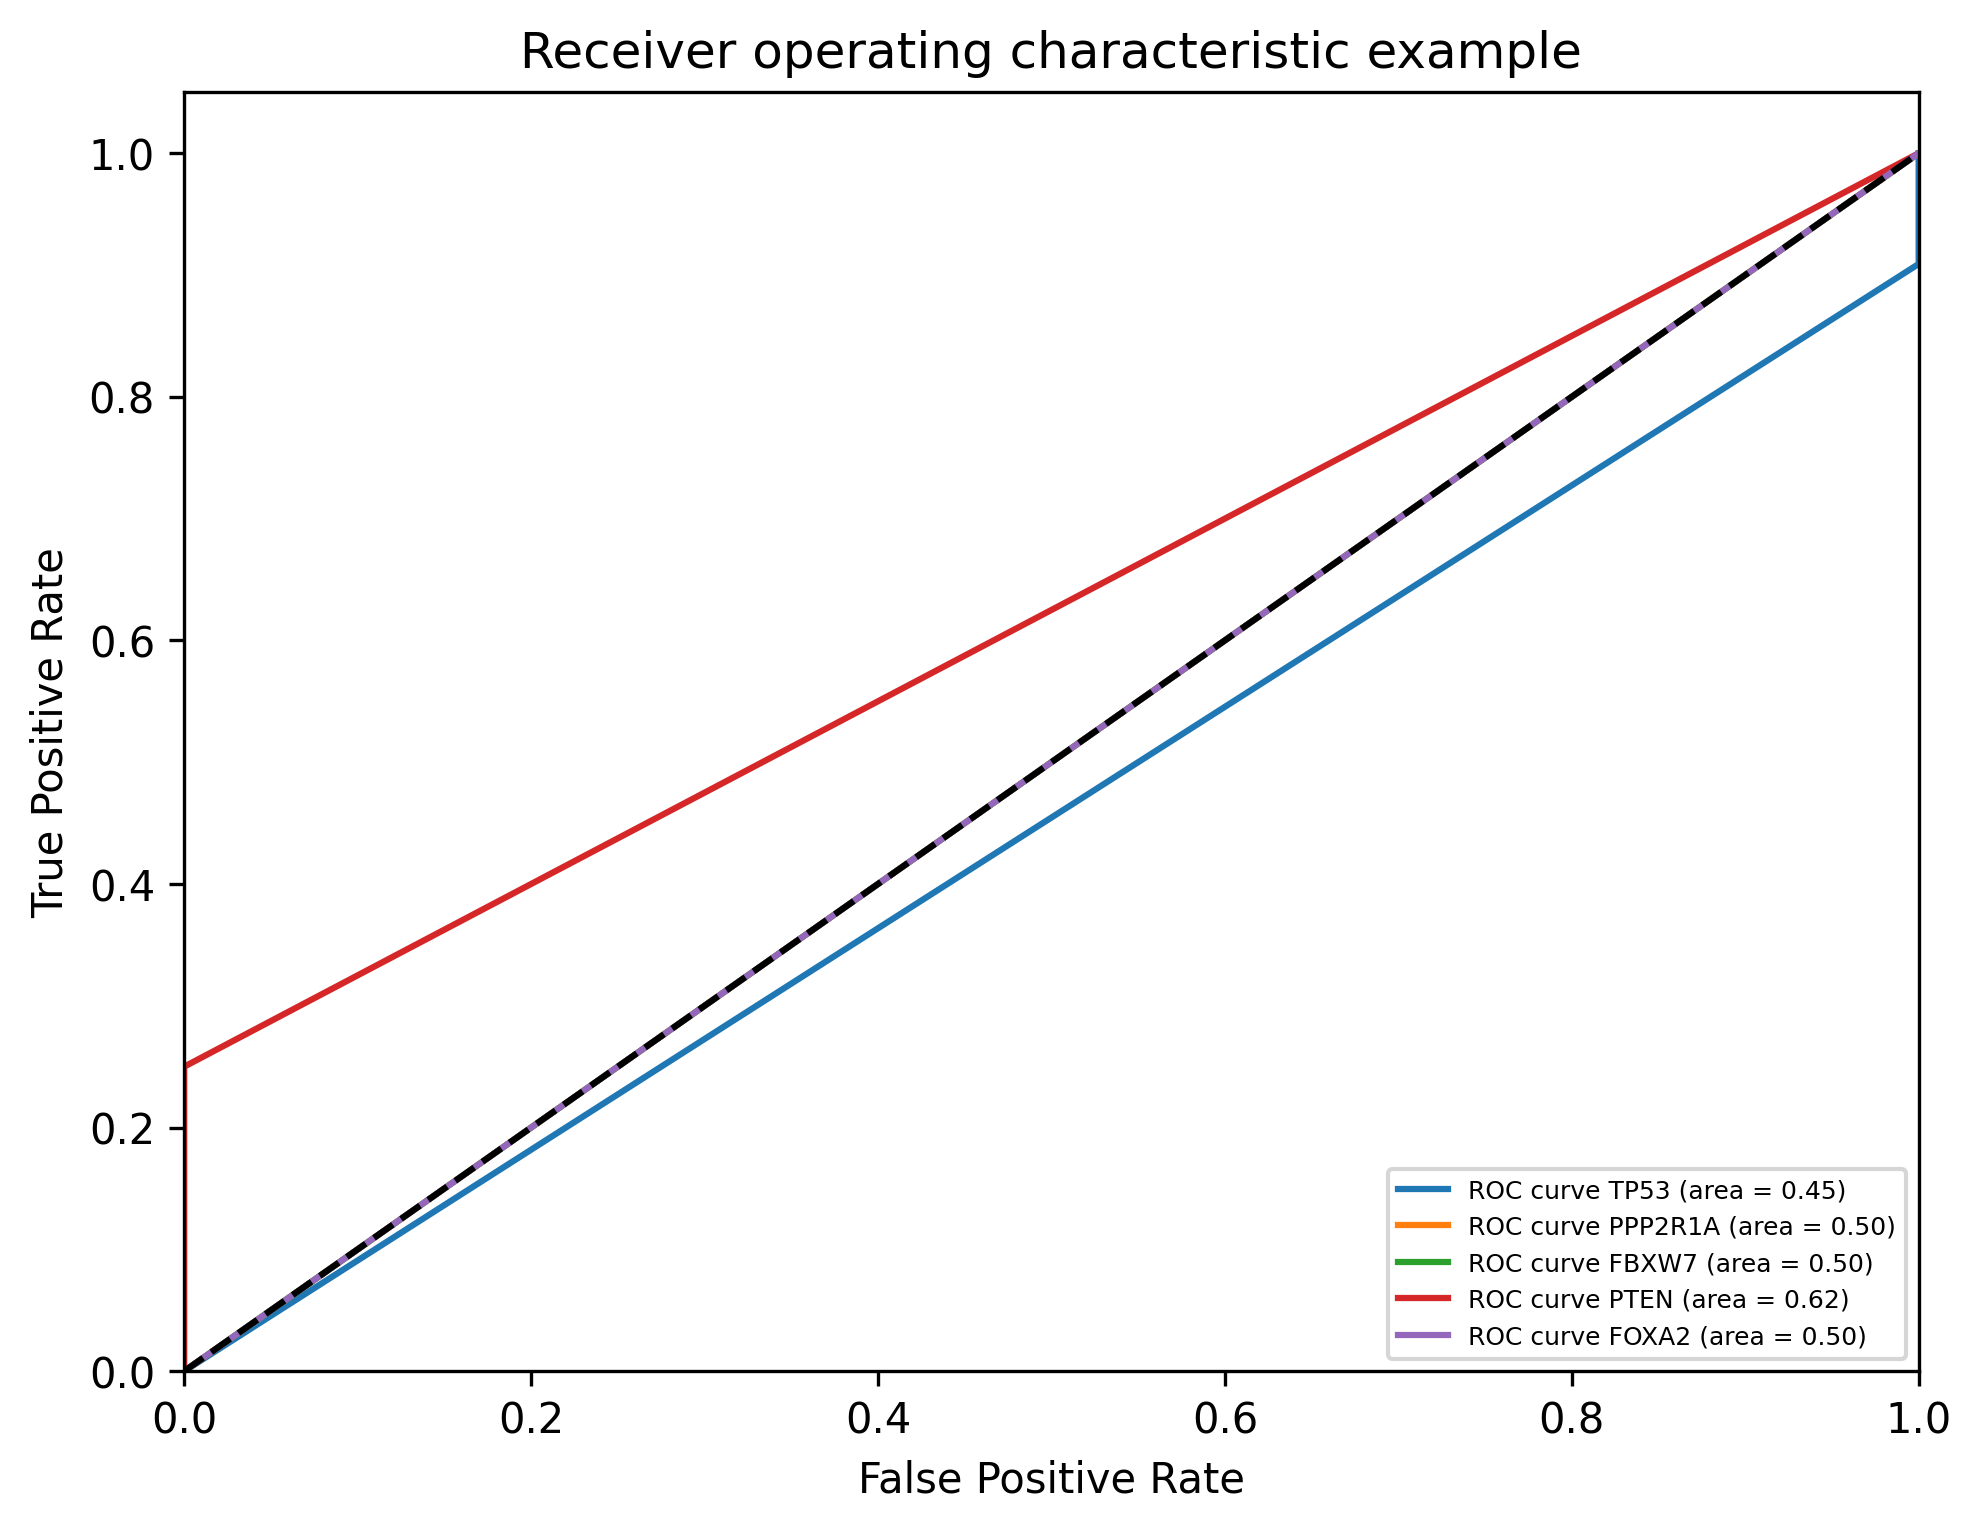 Receiver operating characteristic example
1.0
0.8
0.6
0.4
0.2
0.0
True Positive Rate
0.0 0.2 0.4 0.6 0.8 1.0
False Positive Rate
ROC curve TP53 (area = 0.45)
ROC curve PPP2R1A (area = 0.50)
ROC curve FBXW7 (area = 0.50)
ROC curve PTEN (area = 0.62)
ROC curve FOXA2 (area = 0.50)